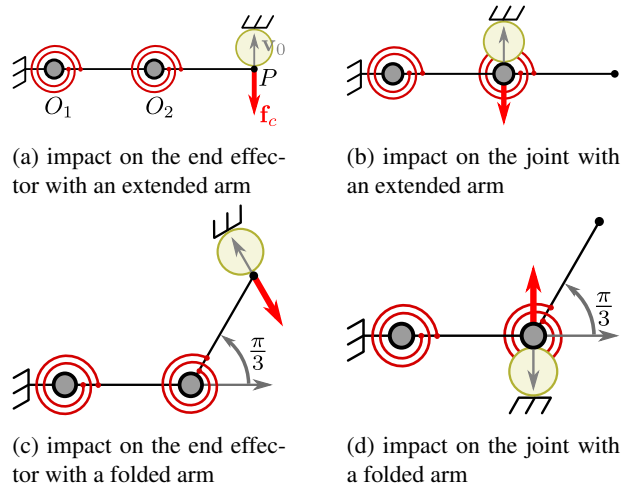 v₀
O₁ O₂ P
f_c
(a) impact on the end effec-
tor with an extended arm
(b) impact on the joint with
an extended arm
π/3
(c) impact on the end effec-
tor with a folded arm
π/3
(d) impact on the joint with
a folded arm